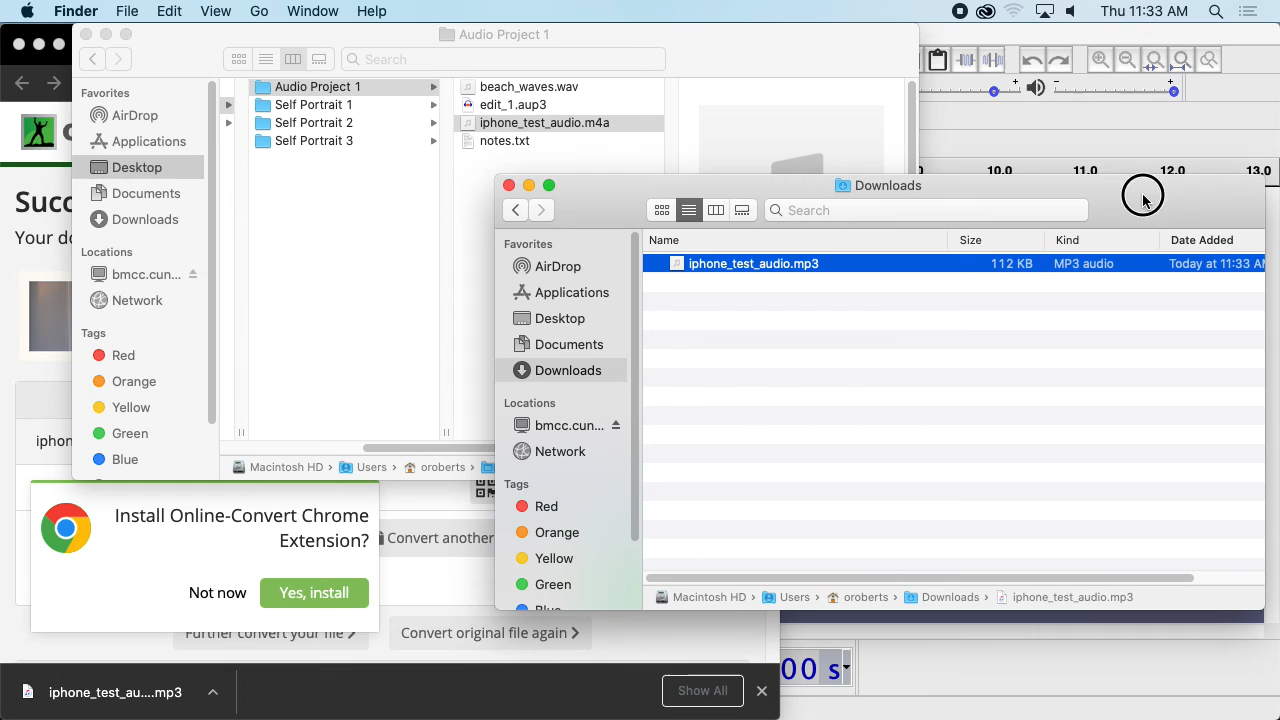 Finder File Edit View Go Window Help Thu 11:33 AM
Audio Project 1
Search
Favorites
AirDrop
Applications
Desktop
Documents
Downloads
Locations
bmcc.cun...
Network
Tags
Red
Orange
Yellow
Green
Blue
Audio Project 1
Self Portrait 1
Self Portrait 2
Self Portrait 3
beach_waves.wav
edit_1.aup3
iphone_test_audio.m4a
notes.txt
Macintosh HD › Users › oroberts ›
10.0 11.0 12.0 13.0
Downloads
Search
Favorites
AirDrop
Applications
Desktop
Documents
Downloads
Locations
bmcc.cun...
Network
Tags
Red
Orange
Yellow
Green
Blue
Name Size Kind Date Added
iphone_test_audio.mp3 112 KB MP3 audio Today at 11:33 AM
Macintosh HD › Users › oroberts › Downloads › iphone_test_audio.mp3
Succ
Your do
iphon
Install Online-Convert Chrome
Extension?
Not now Yes, install
Convert another
Further convert your file >
Convert original file again >
00 s
iphone_test_au....mp3
Show All